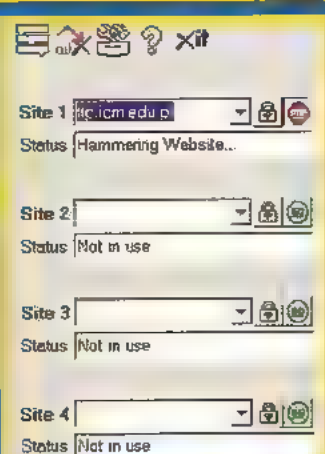 Xit
Site 1
Status Hammering Website...
Site 2
Status Not in use
Site 3
Status Not in use
Site 4
Status Not in use